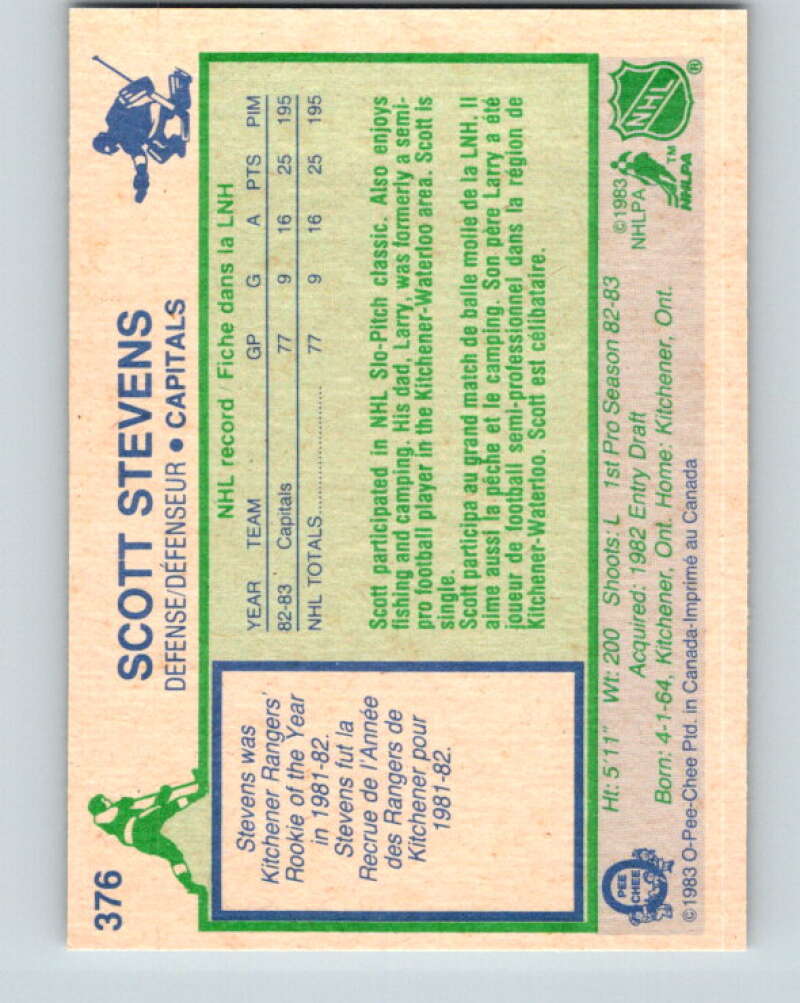 376
SCOTT STEVENS
DEFENSE/DÉFENSEUR • CAPITALS
Stevens was
Kitchener Rangers'
Rookie of the Year
in 1981-82.
Stevens fut la
Recrue de l'Année
des Rangers de
Kitchener pour
1981-82.
NHL record / Fiche dans la LNH
YEAR TEAM GP G A PTS PIM
82-83 Capitals 77 9 16 25 195
NHL TOTALS........................ 77 9 16 25 195
Scott participated in NHL Slo-Pitch classic. Also enjoys
fishing and camping. His dad, Larry, was formerly a semi-
pro football player in the Kitchener-Waterloo area. Scott is
single.
Scott participa au grand match de balle molle de la LNH. Il
aime aussi la pêche et le camping. Son père Larry a été
joueur de football semi-professionnel dans la région de
Kitchener-Waterloo. Scott est célibataire.
Ht: 5'11" Wt: 200 Shoots: L 1st Pro Season 82-83
Acquired: 1982 Entry Draft
Born: 4-1-64, Kitchener, Ont. Home: Kitchener, Ont.
©1983 O-Pee-Chee Ptd. in Canada-Imprimé au Canada
O PEE CHEE
©1983
NHLPA
NHL ®
NHLPA ™